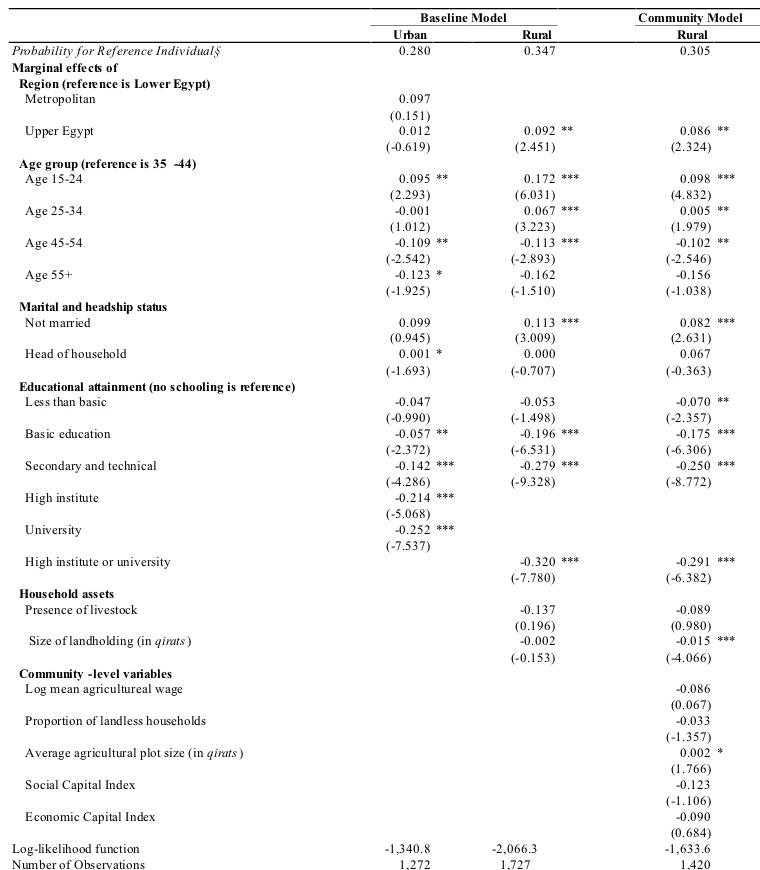 Baseline Model Community Model
Urban Rural Rural
Probability for Reference Individual§ 0.280 0.347 0.305
Marginal effects of
Region (reference is Lower Egypt)
Metropolitan 0.097
(0.151)
Upper Egypt 0.012 0.092 ** 0.086 **
(-0.619) (2.451) (2.324)
Age group (reference is 35 -44)
Age 15-24 0.095 ** 0.172 *** 0.098 ***
(2.293) (6.031) (4.832)
Age 25-34 -0.001 0.067 *** 0.005 **
(1.012) (3.223) (1.979)
Age 45-54 -0.109 ** -0.113 *** -0.102 **
(-2.542) (-2.893) (-2.546)
Age 55+ -0.123 * -0.162 -0.156
(-1.925) (-1.510) (-1.038)
Marital and headship status
Not married 0.099 0.113 *** 0.082 ***
(0.945) (3.009) (2.631)
Head of household 0.001 * 0.000 0.067
(-1.693) (-0.707) (-0.363)
Educational attainment (no schooling is reference)
Less than basic -0.047 -0.053 -0.070 **
(-0.990) (-1.498) (-2.357)
Basic education -0.057 ** -0.196 *** -0.175 ***
(-2.372) (-6.531) (-6.306)
Secondary and technical -0.142 *** -0.279 *** -0.250 ***
(-4.286) (-9.328) (-8.772)
High institute -0.214 ***
(-5.068)
University -0.252 ***
(-7.537)
High institute or university -0.320 *** -0.291 ***
(-7.780) (-6.382)
Household assets
Presence of livestock -0.137 -0.089
(0.196) (0.980)
Size of landholding (in qirats) -0.002 -0.015 ***
(-0.153) (-4.066)
Community -level variables
Log mean agricultureal wage -0.086
(0.067)
Proportion of landless households -0.033
(-1.357)
Average agricultural plot size (in qirats) 0.002 *
(1.766)
Social Capital Index -0.123
(-1.106)
Economic Capital Index -0.090
(0.684)
Log-likelihood function -1,340.8 -2,066.3 -1,633.6
Number of Observations 1,272 1,727 1,420